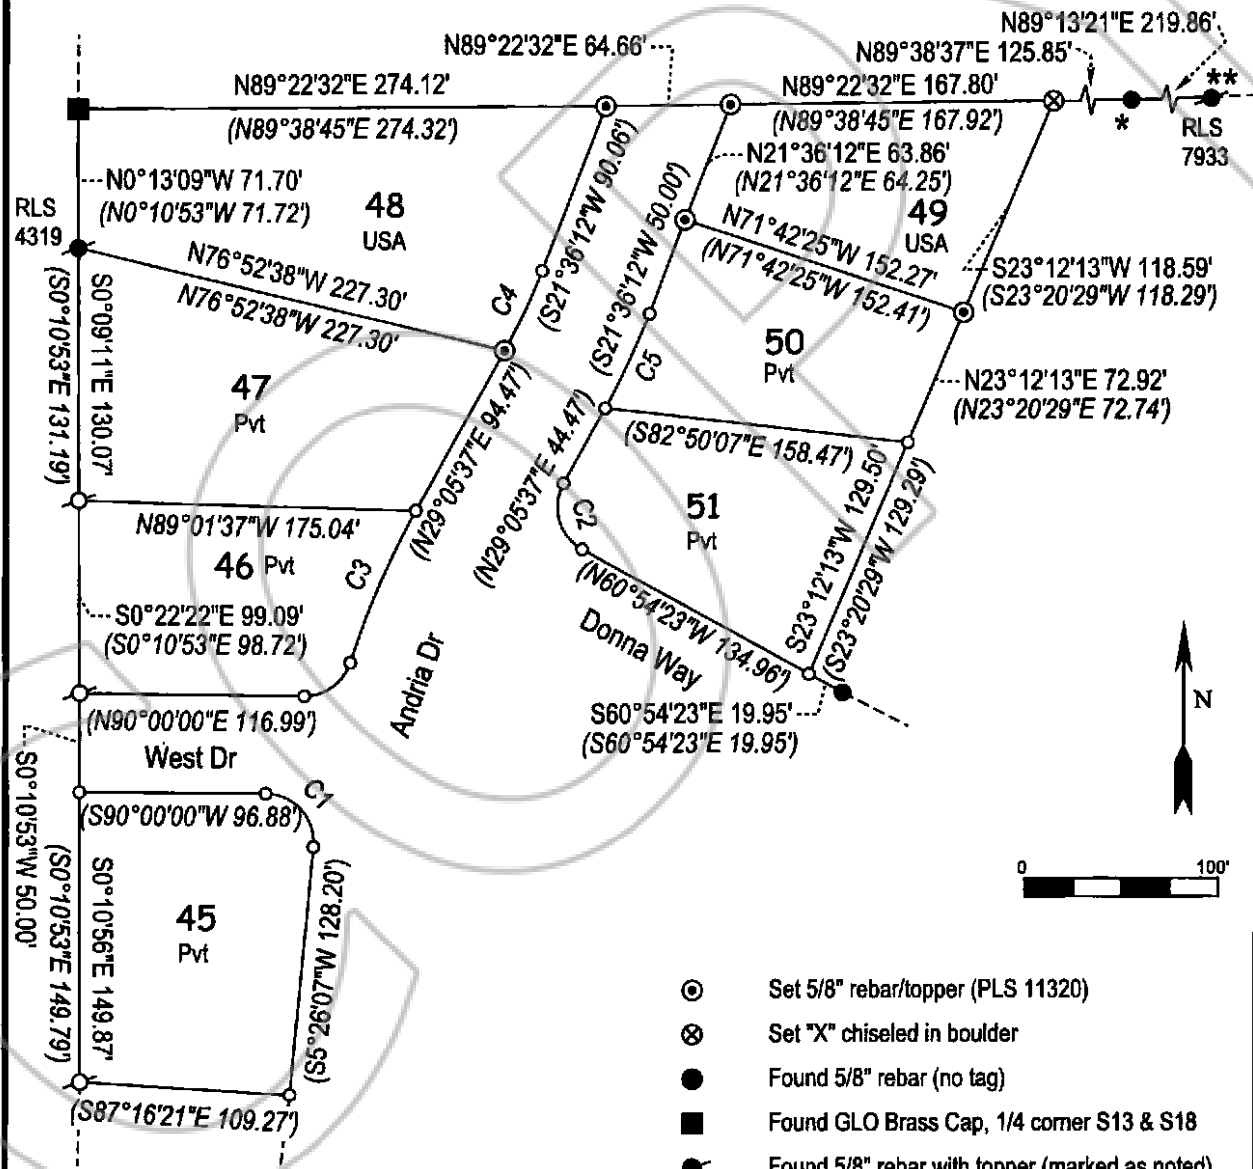 N89°13'21"E 219.86'
N89°22'32"E 64.66'
N89°38'37"E 125.85'
N89°22'32"E 274.12'
N89°22'32"E 167.80'
**
(N89°38'45"E 274.32')
(N89°38'45"E 167.92')
*
RLS
7933
N21°36'12"E 63.86'
(N21°36'12"E 64.25')
N0°13'09"W 71.70'
(N0°10'53"W 71.72')
(S21°36'12"W 90.06')
(S21°36'12"W 50.00')
RLS
4319
48
USA
49
USA
N71°42'25"W 152.27'
(N71°42'25"W 152.41')
N76°52'38"W 227.30'
N76°52'38"W 227.30'
S23°12'13"W 118.59'
(S23°20'29"W 118.29')
C4
C5
50
Pvt
(S0°10'53"E 131.19')
S0°09'11"E 130.07'
47
Pvt
N23°12'13"E 72.92'
(N23°20'29"E 72.74')
(N29°05'37"E 94.47')
(N29°05'37"E 44.47')
(S82°50'07"E 158.47')
N89°01'37"W 175.04'
C2
51
Pvt
S23°12'13"W 129.50'
(S23°20'29"W 129.29')
46 Pvt
C3
S0°22'22"E 99.09'
(S0°10'53"E 98.72')
(N60°54'23"W 134.96')
Donna Way
Andria Dr
(N90°00'00"E 116.99')
S60°54'23"E 19.95'
(S60°54'23"E 19.95')
N
West Dr
S0°10'53"W 50.00'
C1
(S90°00'00"W 96.88')
(S0°10'53"E 149.79')
S0°10'56"E 149.87'
45
Pvt
(S5°26'07"W 128.20')
(S87°16'21"E 109.27')
0 100'
Set 5/8" rebar/topper (PLS 11320)
Set "X" chiseled in boulder
Found 5/8" rebar (no tag)
Found GLO Brass Cap, 1/4 corner S13 & S18
Found 5/8" rebar with topper (marked as noted)